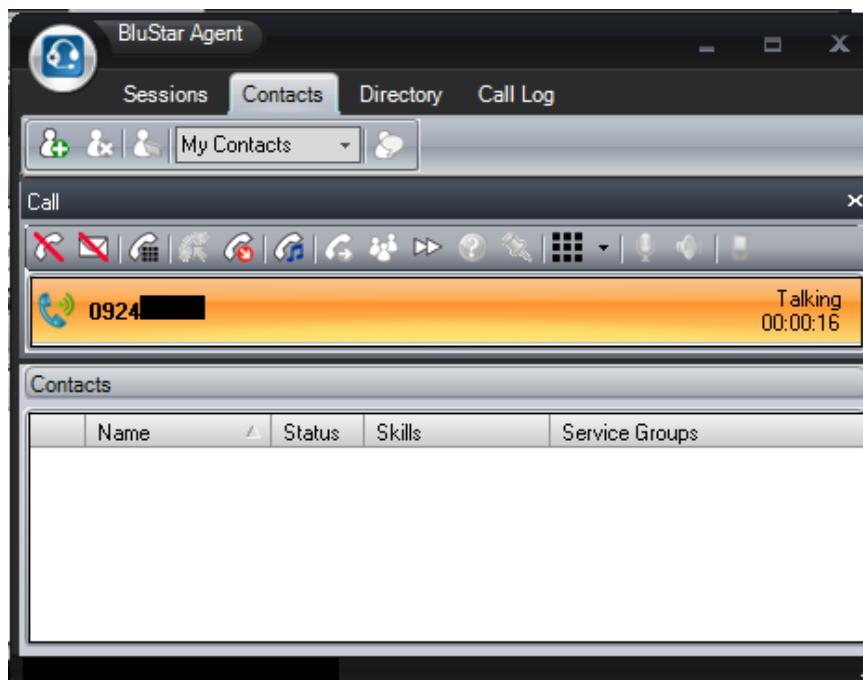 BluStar Agent
Sessions Contacts Directory Call Log
My Contacts
Call
0924 Talking
00:00:16
Contacts
Name Status Skills Service Groups